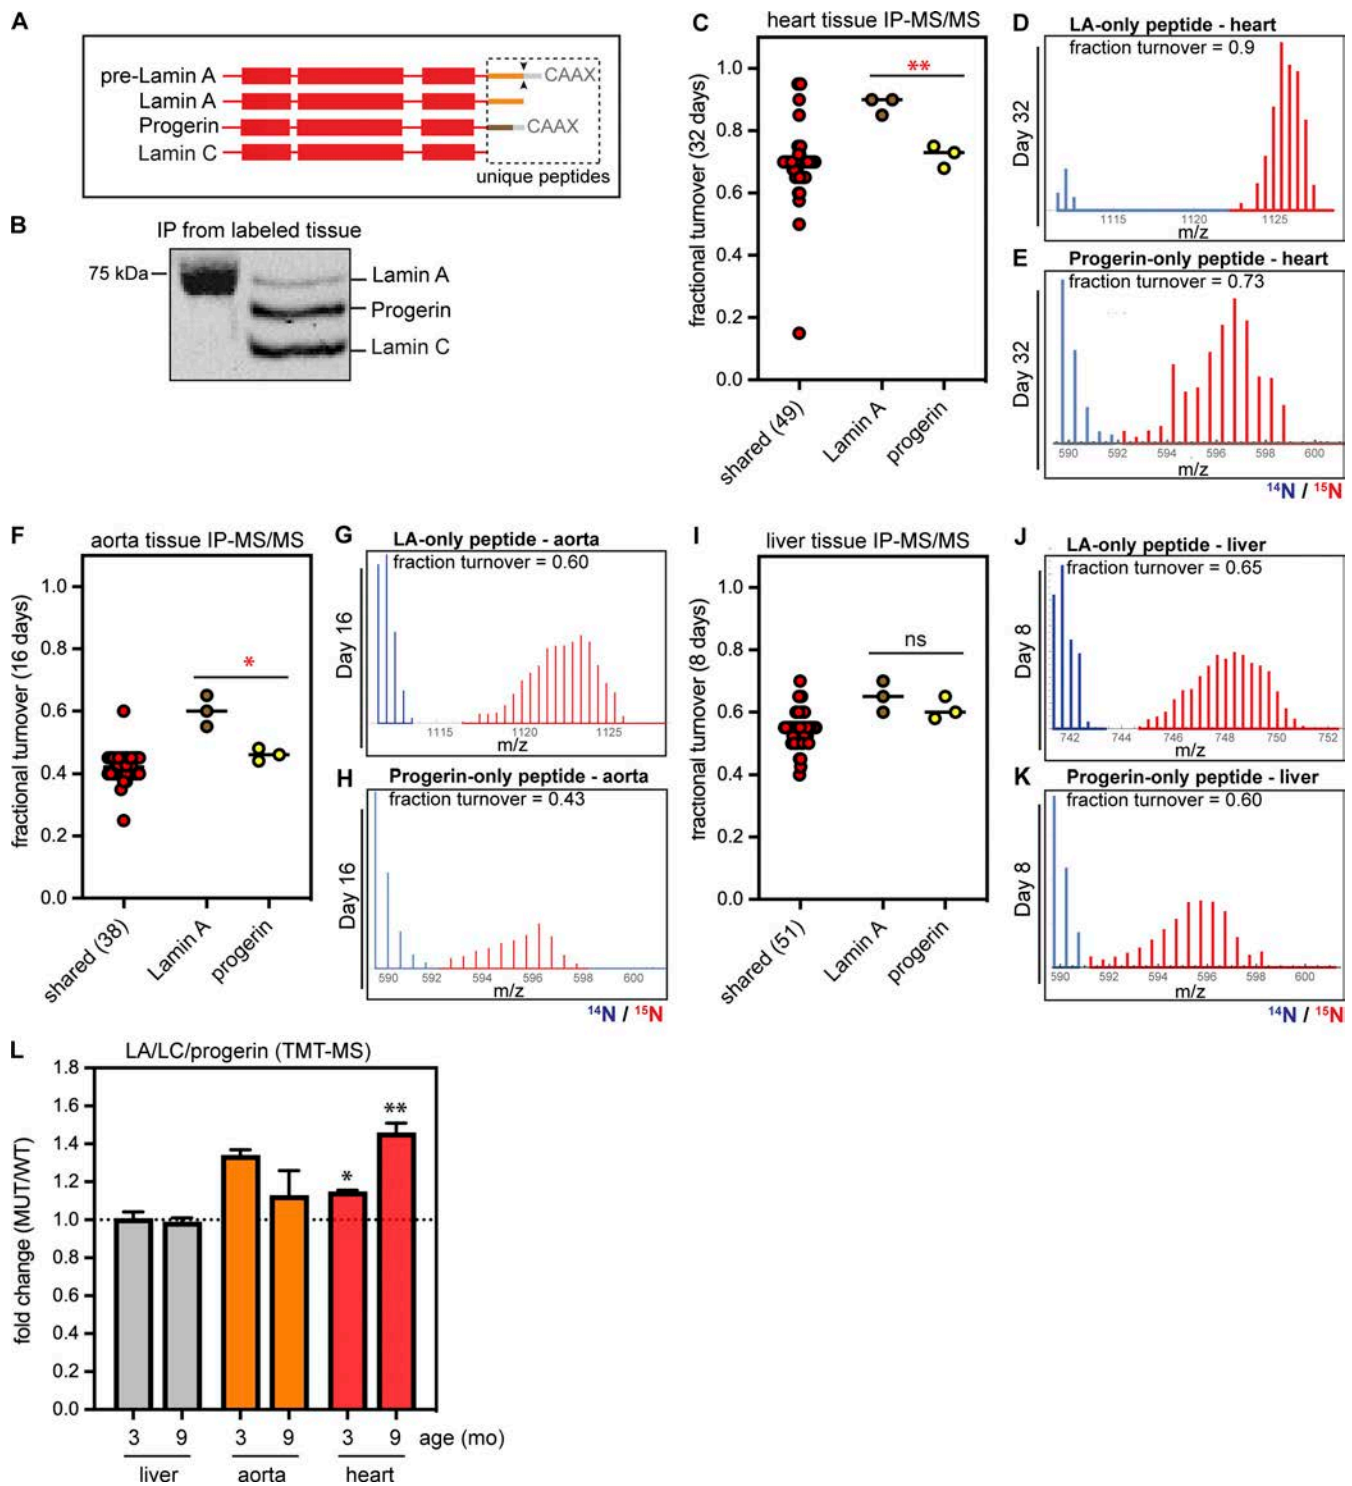 A
pre-Lamin A
CAAX
Lamin A
Progerin
CAAX
Lamin C
unique peptides
B
IP from labeled tissue
75 kDa
Lamin A
Progerin
Lamin C
C
heart tissue IP-MS/MS
fractional turnover (32 days)
1.0
0.8
0.6
0.4
0.2
0.0
**
shared (49)
Lamin A
progerin
D
LA-only peptide - heart
fraction turnover = 0.9
Day 32
1115
1120
1125
m/z
E
Progerin-only peptide - heart
fraction turnover = 0.73
Day 32
590
592
594
596
598
600
m/z
14N / 15N
F
aorta tissue IP-MS/MS
fractional turnover (16 days)
1.0
0.8
0.6
0.4
0.2
0.0
*
shared (38)
Lamin A
progerin
G
LA-only peptide - aorta
fraction turnover = 0.60
Day 16
1115
1120
1125
m/z
H
Progerin-only peptide - aorta
fraction turnover = 0.43
Day 16
590
592
594
596
598
600
m/z
14N / 15N
I
liver tissue IP-MS/MS
fractional turnover (8 days)
1.0
0.8
0.6
0.4
0.2
0.0
ns
shared (51)
Lamin A
progerin
J
LA-only peptide - liver
fraction turnover = 0.65
Day 8
742
744
746
748
750
752
m/z
K
Progerin-only peptide - liver
fraction turnover = 0.60
Day 8
590
592
594
596
598
600
m/z
14N / 15N
L
LA/LC/progerin (TMT-MS)
fold change (MUT/WT)
1.8
1.6
1.4
1.2
1.0
0.8
0.6
0.4
0.2
0.0
*
**
3 9 3 9 3 9 age (mo)
liver aorta heart